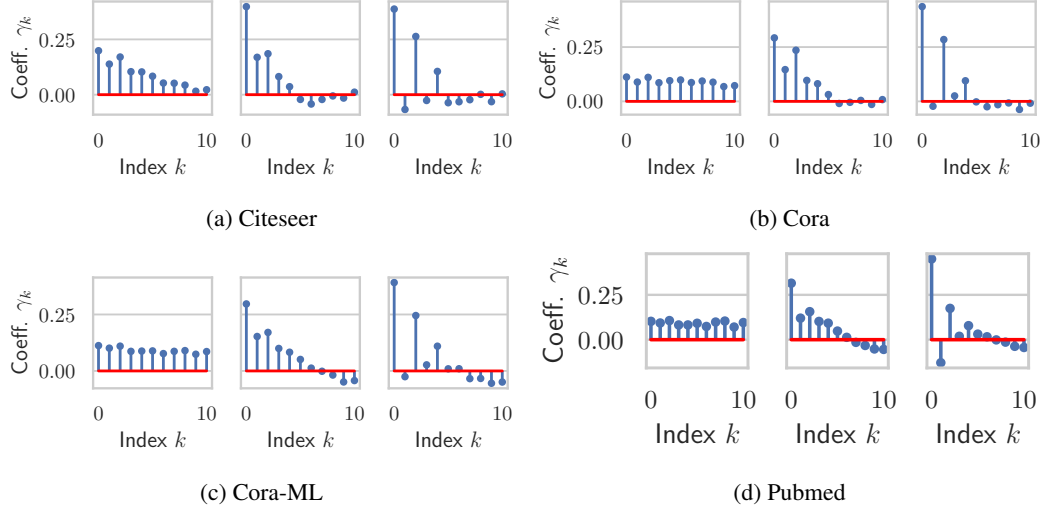 Coeff. γₖ
0.25
0.00
0 10 0 10 0 10
Index k Index k Index k
(a) Citeseer
Coeff. γₖ
0.25
0.00
0 10 0 10 0 10
Index k Index k Index k
(b) Cora
Coeff. γₖ
0.25
0.00
0 10 0 10 0 10
Index k Index k Index k
(c) Cora-ML
Coeff. γₖ
0.25
0.00
0 10 0 10 0 10
Index k Index k Index k
(d) Pubmed